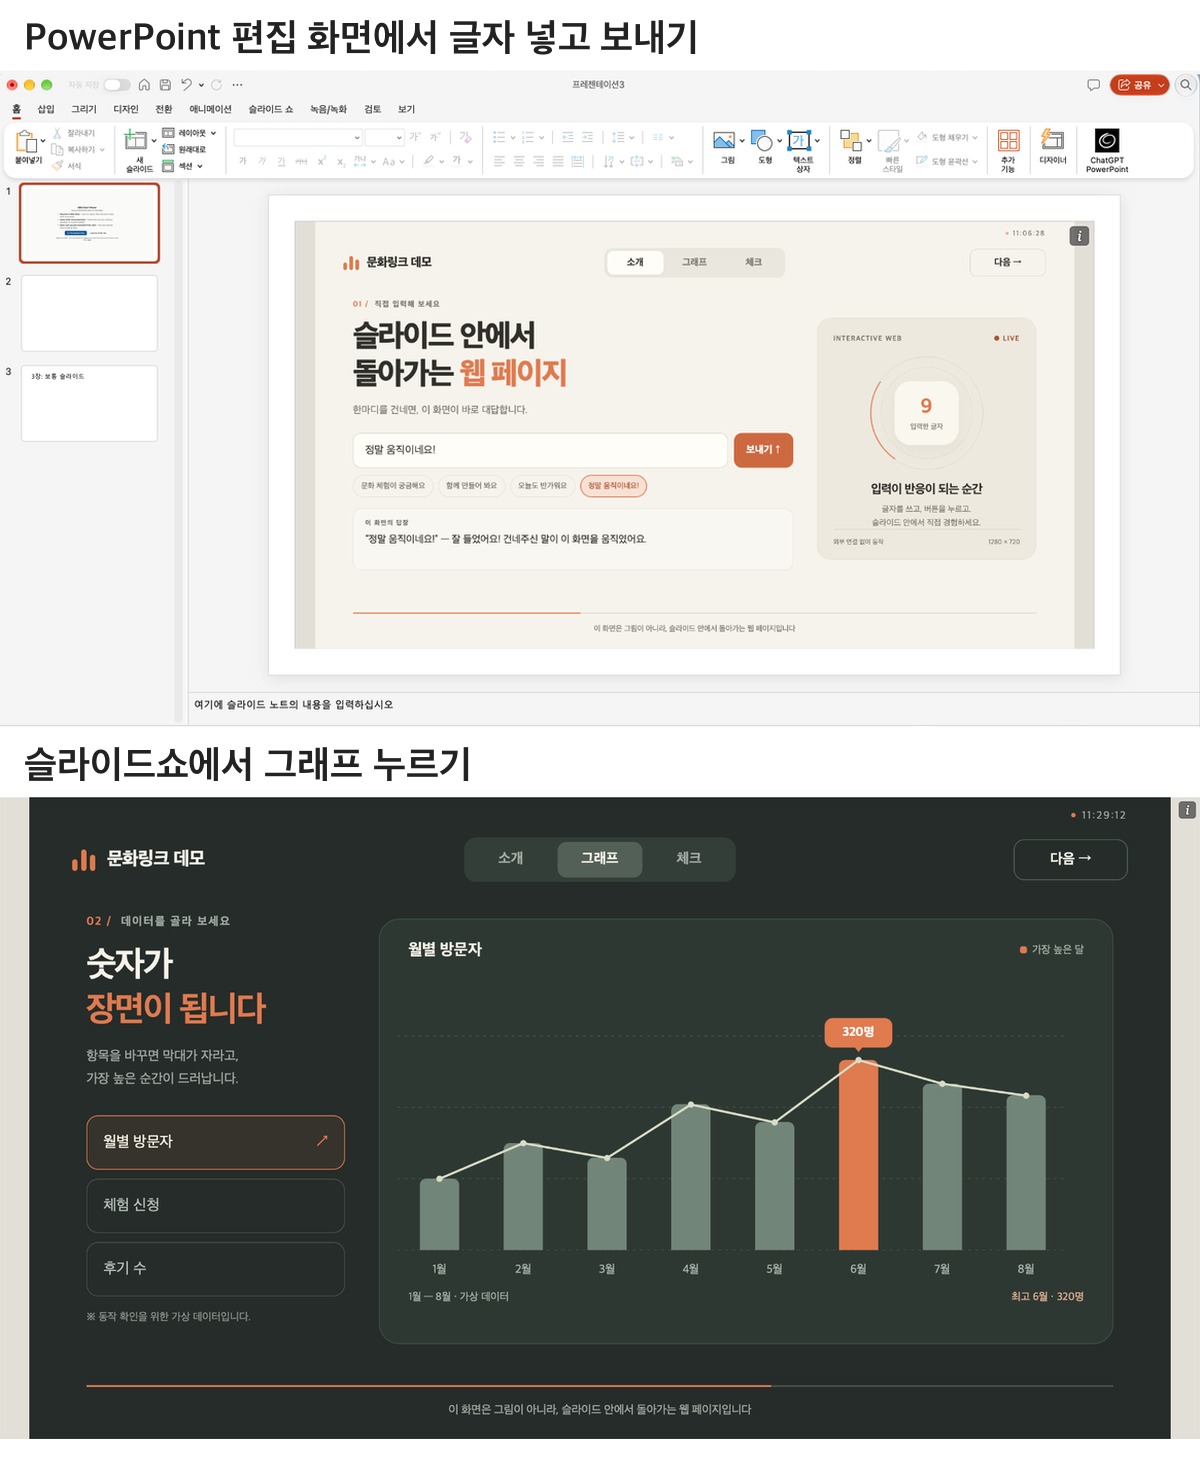 PowerPoint 편집 화면에서 글자 넣고 보내기
자동 저장
프레젠테이션3
공유
홈 삽입 그리기 디자인 전환 애니메이션 슬라이드 쇼 녹음/녹화 검토 보기
붙여넣기
잘라내기
복사하기
서식
새 슬라이드
레이아웃
원래대로
섹션
그림
도형
텍스트 상자
정렬
빠른 스타일
도형 채우기
도형 윤곽선
추가 기능
디자이너
ChatGPT PowerPoint
1
2
3
3장: 보통 슬라이드
11:06:28
문화링크 데모
소개 그래프 체크
다음 →
01 / 직접 입력해 보세요
슬라이드 안에서
돌아가는 웹 페이지
한마디를 건네면, 이 화면이 바로 대답합니다.
정말 움직이네요!
보내기 ↑
문화 체험이 궁금해요 함께 만들어 봐요 오늘도 반가워요 정말 움직이네요!
이 화면의 답장
"정말 움직이네요!" — 잘 들었어요! 건네주신 말이 이 화면을 움직였어요.
INTERACTIVE WEB
LIVE
9
입력한 글자
입력이 반응이 되는 순간
글자를 쓰고, 버튼을 누르고,
슬라이드 안에서 직접 경험하세요.
외부 연결 없이 동작
1280 × 720
이 화면은 그림이 아니라, 슬라이드 안에서 돌아가는 웹 페이지입니다
여기에 슬라이드 노트의 내용을 입력하십시오
슬라이드쇼에서 그래프 누르기
11:29:12
문화링크 데모
소개 그래프 체크
다음 →
02 / 데이터를 골라 보세요
숫자가
장면이 됩니다
항목을 바꾸면 막대가 자라고,
가장 높은 순간이 드러납니다.
월별 방문자 ↗
체험 신청
후기 수
※ 동작 확인을 위한 가상 데이터입니다.
월별 방문자
가장 높은 달
320명
1월 2월 3월 4월 5월 6월 7월 8월
1월 — 8월 · 가상 데이터
최고 6월 · 320명
이 화면은 그림이 아니라, 슬라이드 안에서 돌아가는 웹 페이지입니다